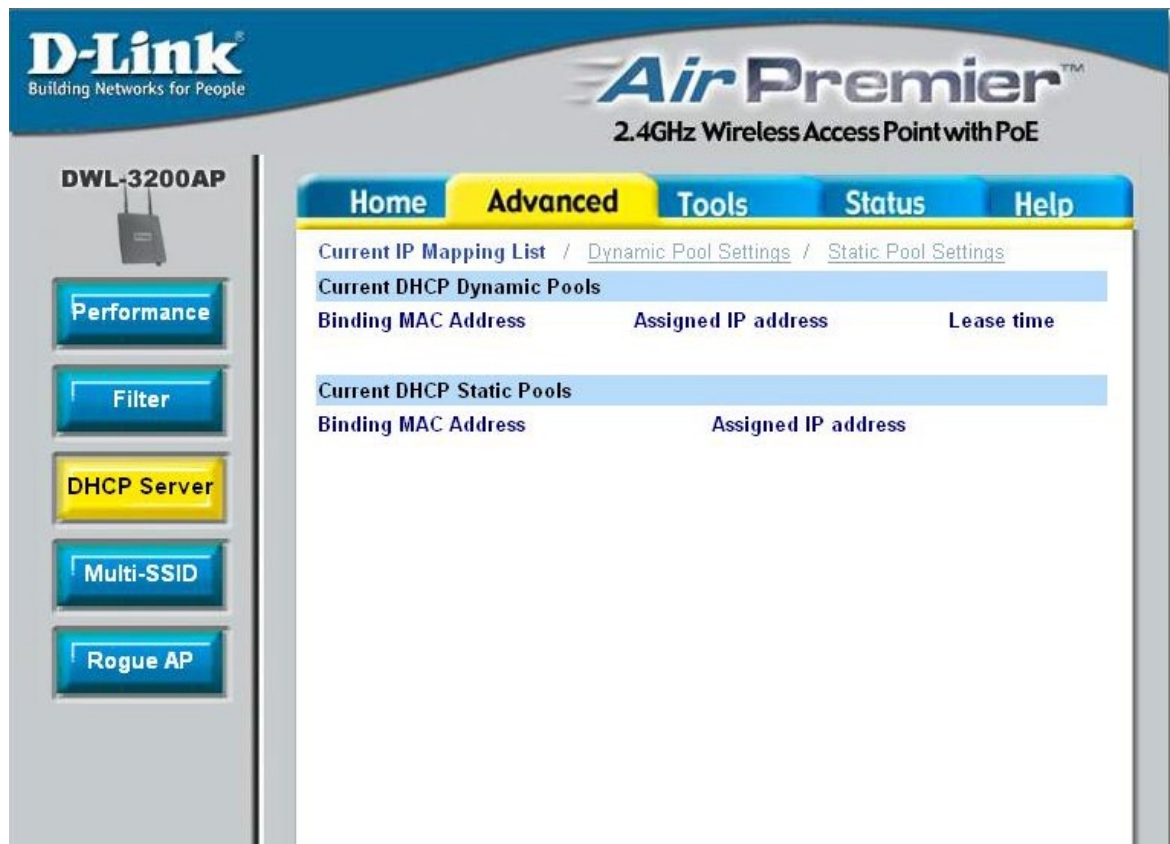 D-Link®
Building Networks for People
Air Premier™
2.4GHz Wireless Access Point with PoE
DWL-3200AP
Home Advanced Tools Status Help
Current IP Mapping List / Dynamic Pool Settings / Static Pool Settings
Current DHCP Dynamic Pools
Binding MAC Address Assigned IP address Lease time
Current DHCP Static Pools
Binding MAC Address Assigned IP address
Performance
Filter
DHCP Server
Multi-SSID
Rogue AP